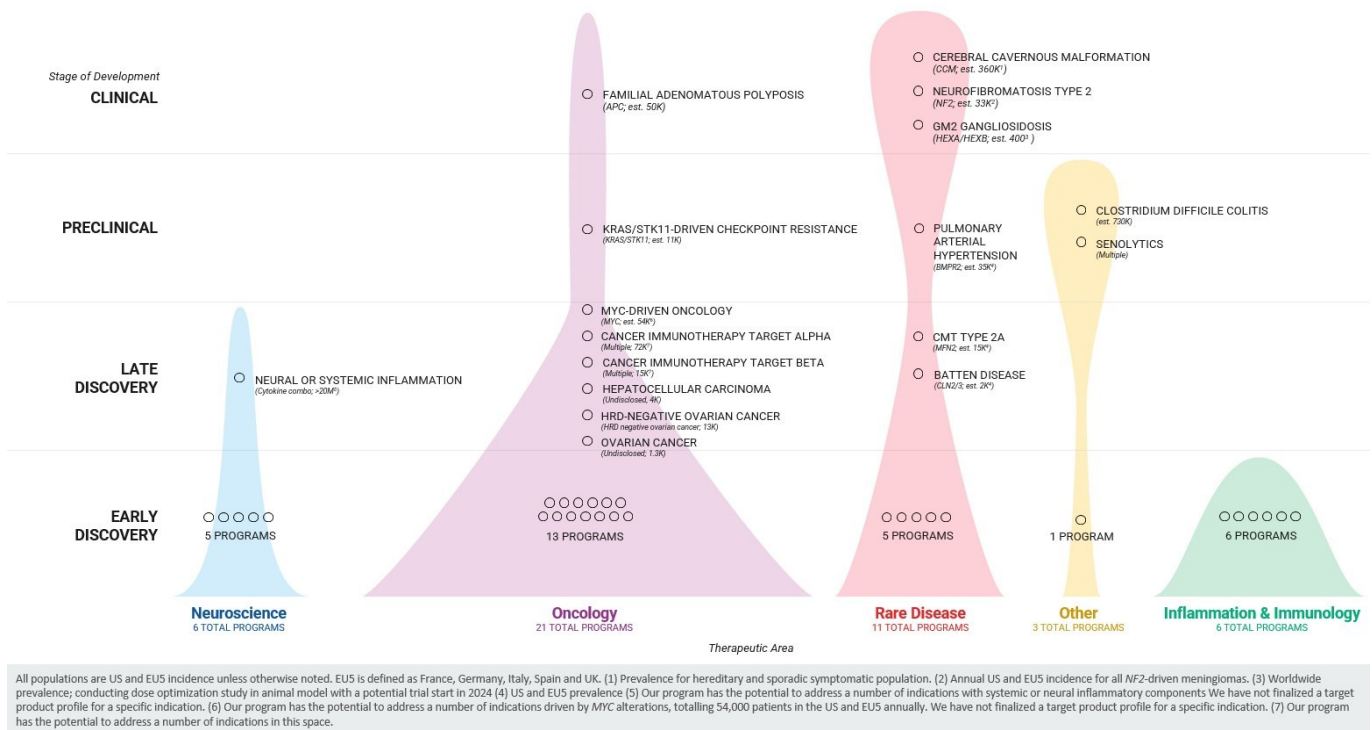 Stage of Development
CLINICAL
FAMILIAL ADENOMATOUS POLYPOSIS
(APC; est. 50K)
CEREBRAL CAVERNOUS MALFORMATION
(CCM; est. 360K¹)
NEUROFIBROMATOSIS TYPE 2
(NF2; est. 33K²)
GM2 GANGLIOSIDOSIS
(HEXA/HEXB; est. 400³ )
PRECLINICAL
KRAS/STK11-DRIVEN CHECKPOINT RESISTANCE
(KRAS/STK11; est. 11K)
PULMONARY
ARTERIAL
HYPERTENSION
(BMPR2; est. 35K⁴)
CLOSTRIDIUM DIFFICILE COLITIS
(est. 730K)
SENOLYTICS
(Multiple)
LATE
DISCOVERY
NEURAL OR SYSTEMIC INFLAMMATION
(Cytokine combo; >20M⁵)
MYC-DRIVEN ONCOLOGY
(MYC; est. 54K⁶)
CANCER IMMUNOTHERAPY TARGET ALPHA
(Multiple; 72K⁷)
CANCER IMMUNOTHERAPY TARGET BETA
(Multiple; 15K⁷)
HEPATOCELLULAR CARCINOMA
(Undisclosed, 4K)
HRD-NEGATIVE OVARIAN CANCER
(HRD negative ovarian cancer; 13K)
OVARIAN CANCER
(Undisclosed; 1.3K)
CMT TYPE 2A
(MFN2; est. 15K⁴)
BATTEN DISEASE
(CLN2/3; est. 2K⁴)
EARLY
DISCOVERY
5 PROGRAMS
13 PROGRAMS
5 PROGRAMS
1 PROGRAM
6 PROGRAMS
Neuroscience
6 TOTAL PROGRAMS
Oncology
21 TOTAL PROGRAMS
Rare Disease
11 TOTAL PROGRAMS
Other
3 TOTAL PROGRAMS
Inflammation & Immunology
6 TOTAL PROGRAMS
Therapeutic Area
All populations are US and EU5 incidence unless otherwise noted. EU5 is defined as France, Germany, Italy, Spain and UK. (1) Prevalence for hereditary and sporadic symptomatic population. (2) Annual US and EU5 incidence for all NF2-driven meningiomas. (3) Worldwide
prevalence; conducting dose optimization study in animal model with a potential trial start in 2024 (4) US and EU5 prevalence (5) Our program has the potential to address a number of indications with systemic or neural inflammatory components We have not finalized a target
product profile for a specific indication. (6) Our program has the potential to address a number of indications driven by MYC alterations, totalling 54,000 patients in the US and EU5 annually. We have not finalized a target product profile for a specific indication. (7) Our program
has the potential to address a number of indications in this space.